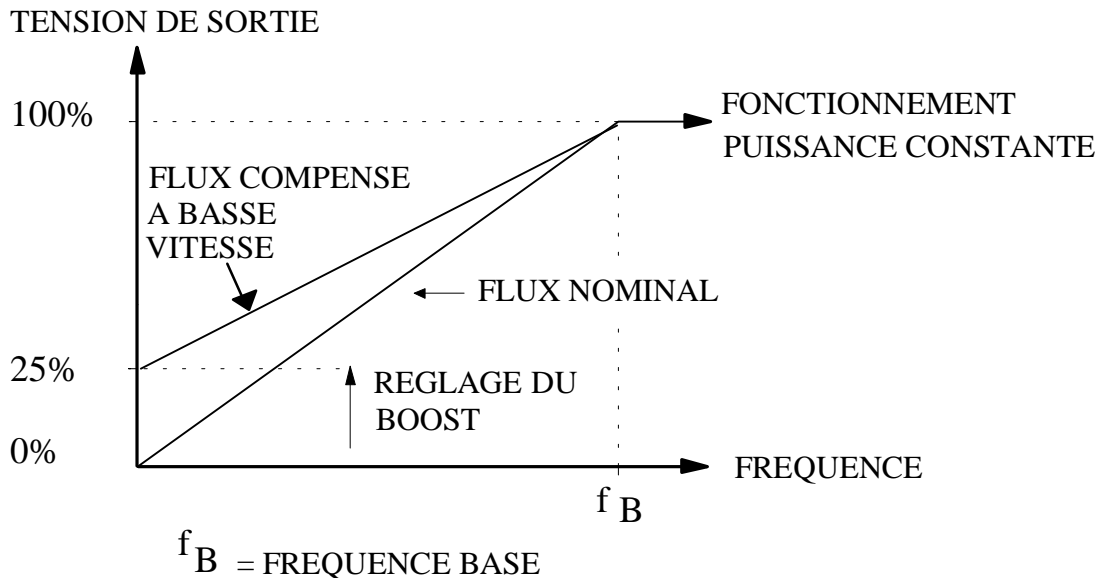 TENSION DE SORTIE
100%
FONCTIONNEMENT
PUISSANCE CONSTANTE
FLUX COMPENSE
A BASSE
VITESSE
FLUX NOMINAL
25%
REGLAGE DU
BOOST
0%
FREQUENCE
f B
f B = FREQUENCE BASE